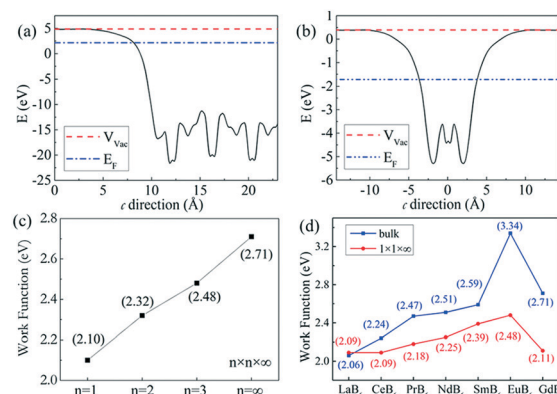 (a)
E (eV)
5
0
-5
-10
-15
-20
-25
V_Vac
E_F
0 5 10 15 20
c direction (Å)
(b)
E (eV)
0
-1
-2
-3
-4
-5
-6
V_Vac
E_F
-10 -5 0 5 10
c direction (Å)
(c)
Work Function (eV)
2.8
2.6
2.4
2.2
2.0
(2.10)
(2.32)
(2.48)
(2.71)
n×n×∞
n=1 n=2 n=3 n=∞
(d)
Work Function (eV)
3.2
2.8
2.4
2.0
bulk
1×1×∞
(3.34)
(2.71)
(2.59)
(2.51)
(2.47)
(2.24)
(2.06)
(2.09)
(2.09)
(2.18)
(2.25)
(2.39)
(2.48)
(2.11)
LaB CeB PrB NdB SmB EuB GdB